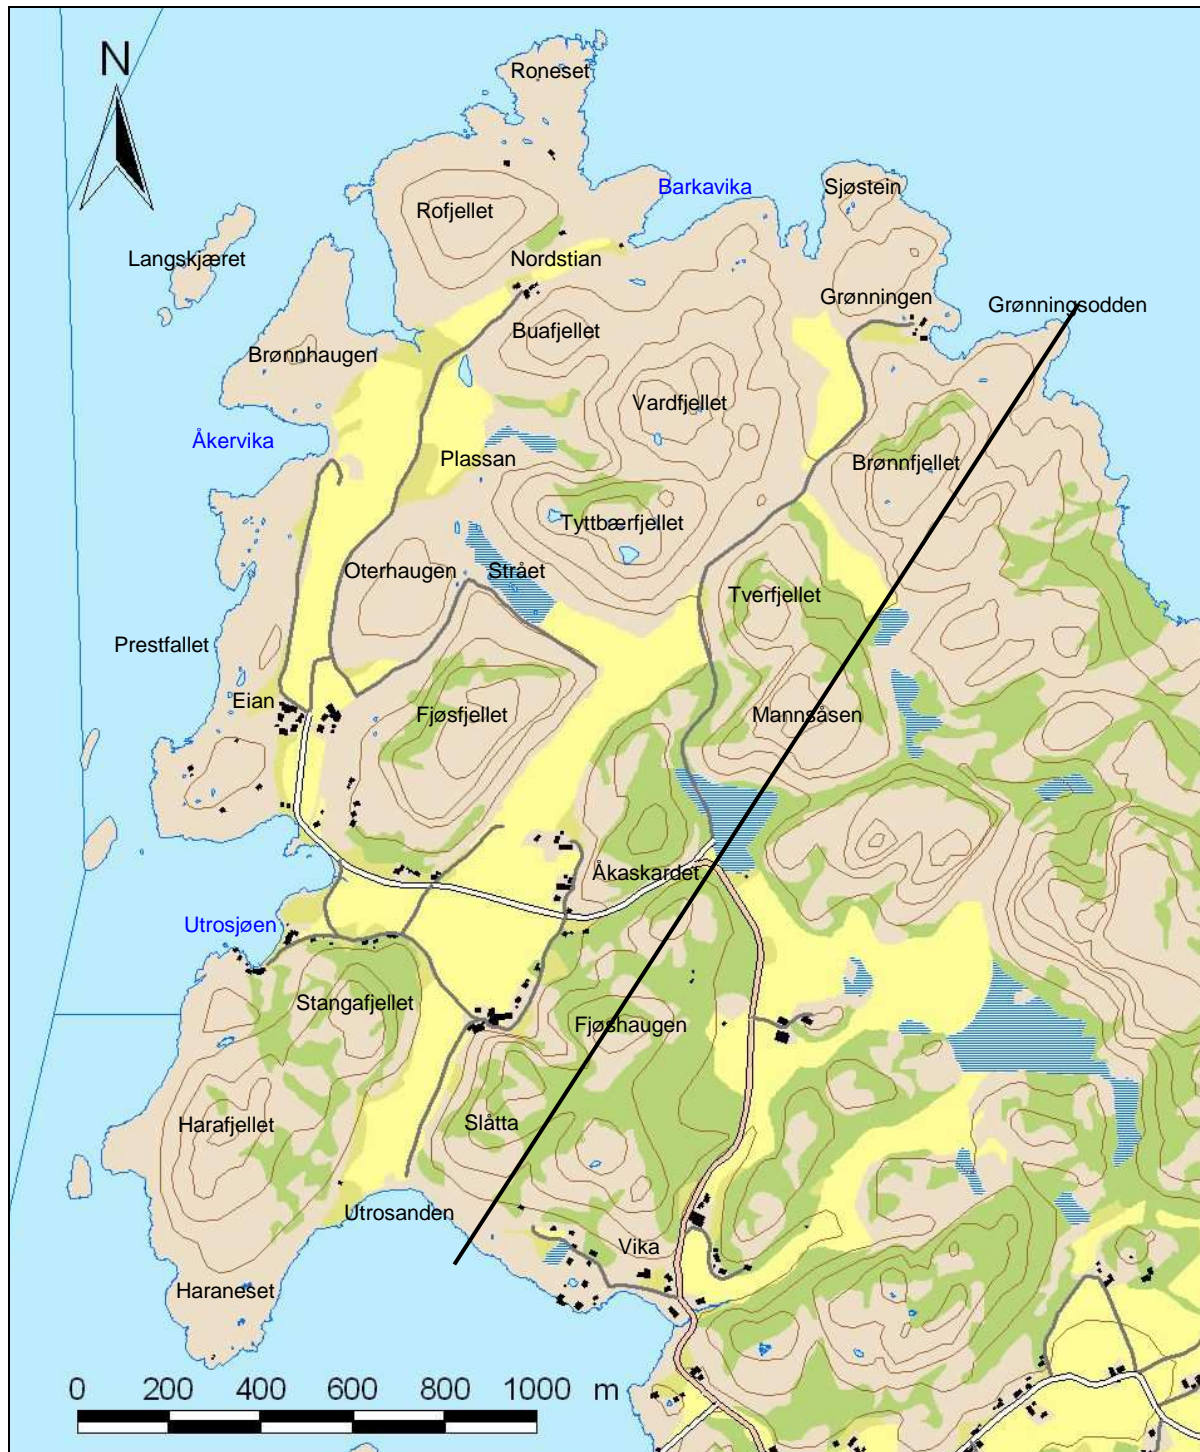 N
Roneset
Barkavika
Sjøstein
Rofjellet
Langskjæret
Nordstian
Grønningen
Grønningsodden
Buafjellet
Brønnhaugen
Vardfjellet
Åkervika
Plassan
Brønnfjellet
Tyttbærfjellet
Oterhaugen
Strået
Tverfjellet
Prestfallet
Eian
Fjøsfjellet
Mannsåsen
Åkaskardet
Utrosjøen
Stangafjellet
Fjøshaugen
Harafjellet
Slåtta
Utrosanden
Vika
Haraneset
0 200 400 600 800 1000 m